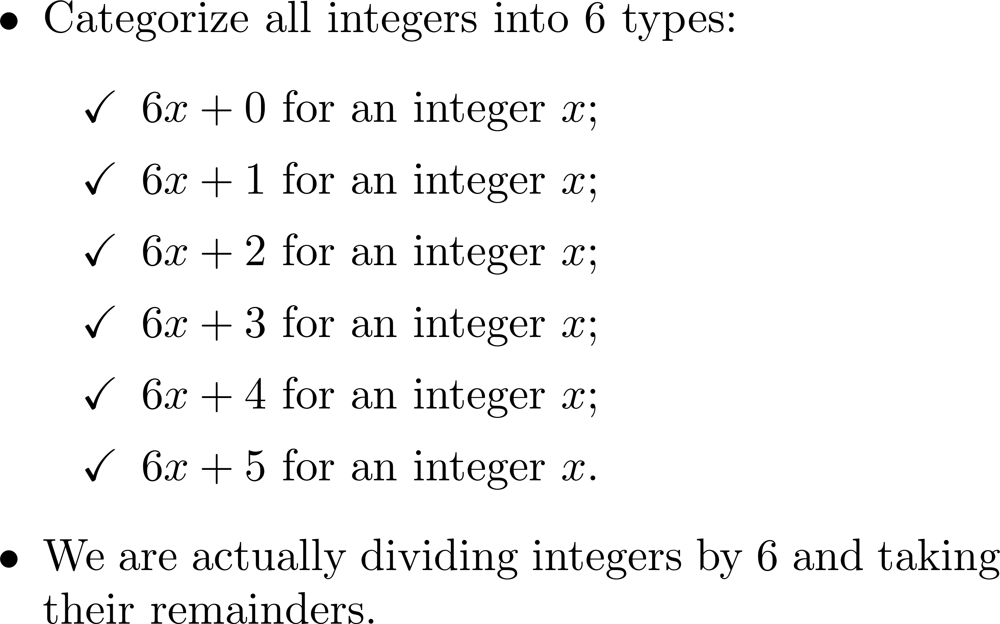 • Categorize all integers into 6 types:
✓ 6x + 0 for an integer x;
✓ 6x + 1 for an integer x;
✓ 6x + 2 for an integer x;
✓ 6x + 3 for an integer x;
✓ 6x + 4 for an integer x;
✓ 6x + 5 for an integer x.
• We are actually dividing integers by 6 and taking
their remainders.